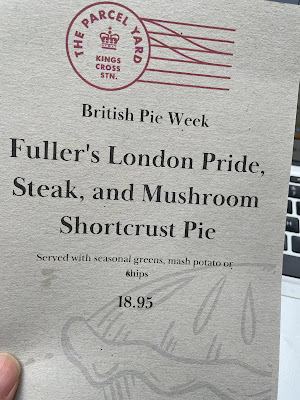 THE PARCEL YARD
KINGS
CROSS
STN.
British Pie Week
Fuller's London Pride,
Steak, and Mushroom
Shortcrust Pie
Served with seasonal greens, mash potato or
chips
18.95